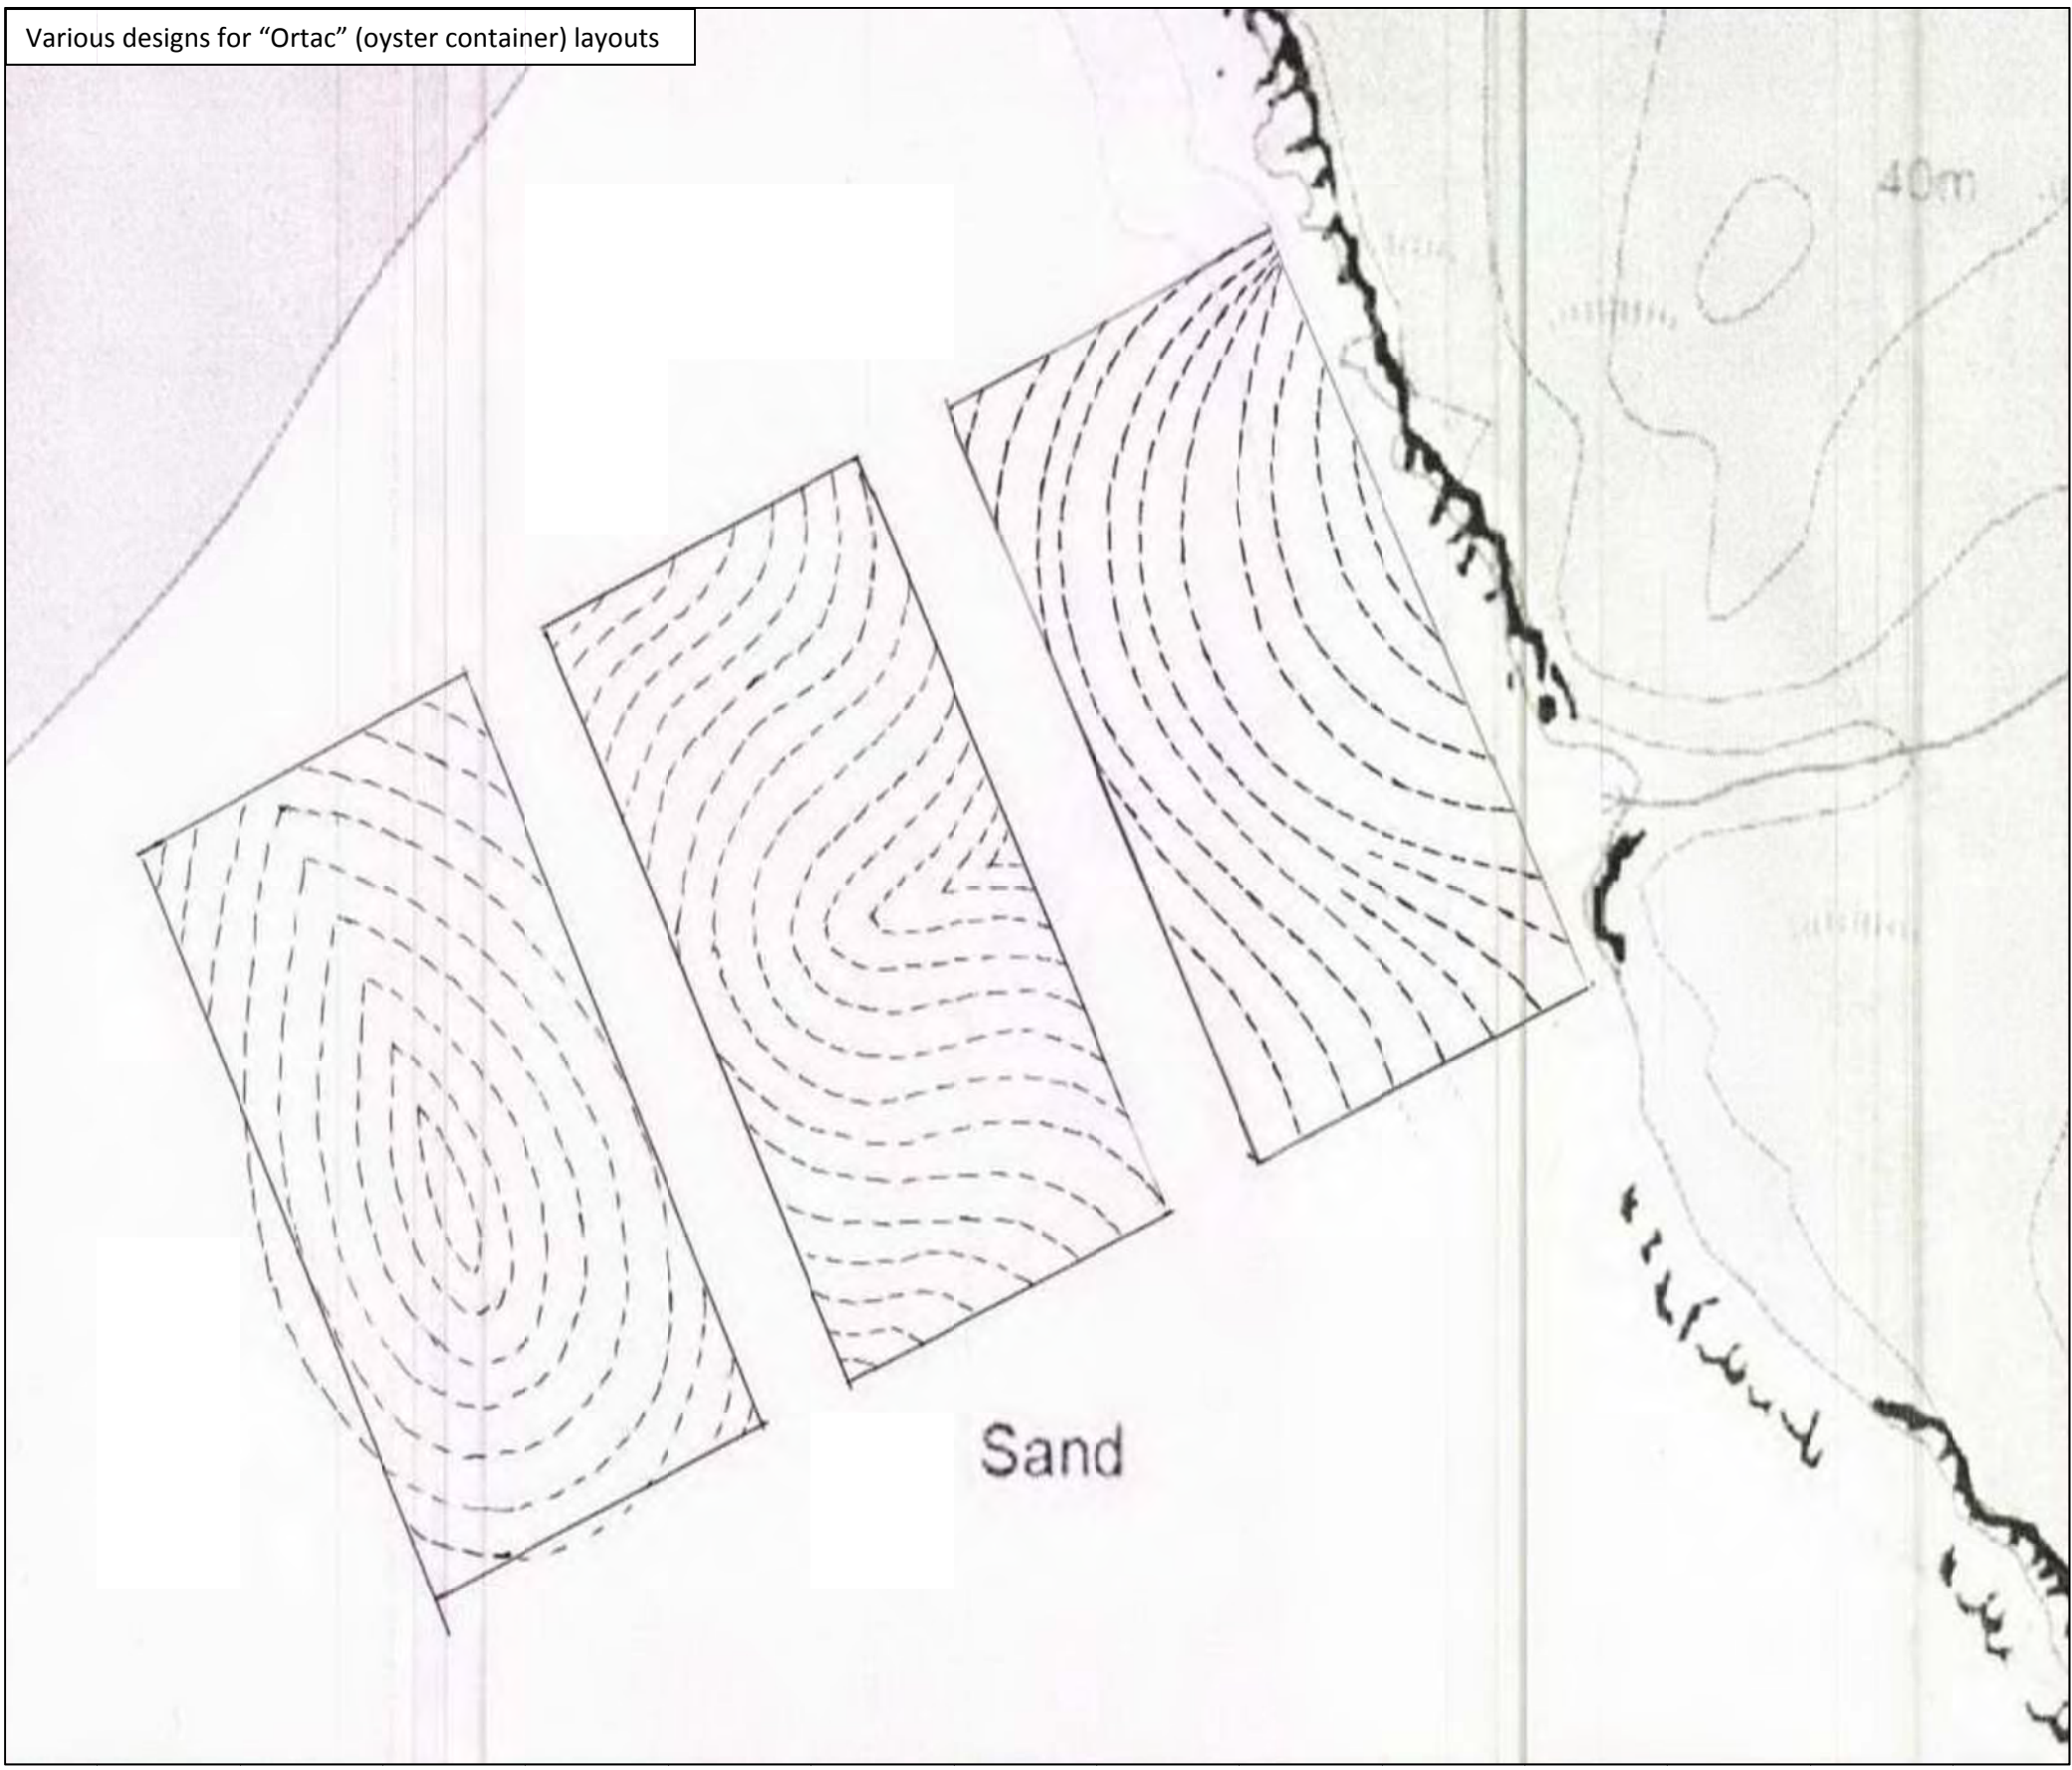 Various designs for “Ortac” (oyster container) layouts
40m
Sand